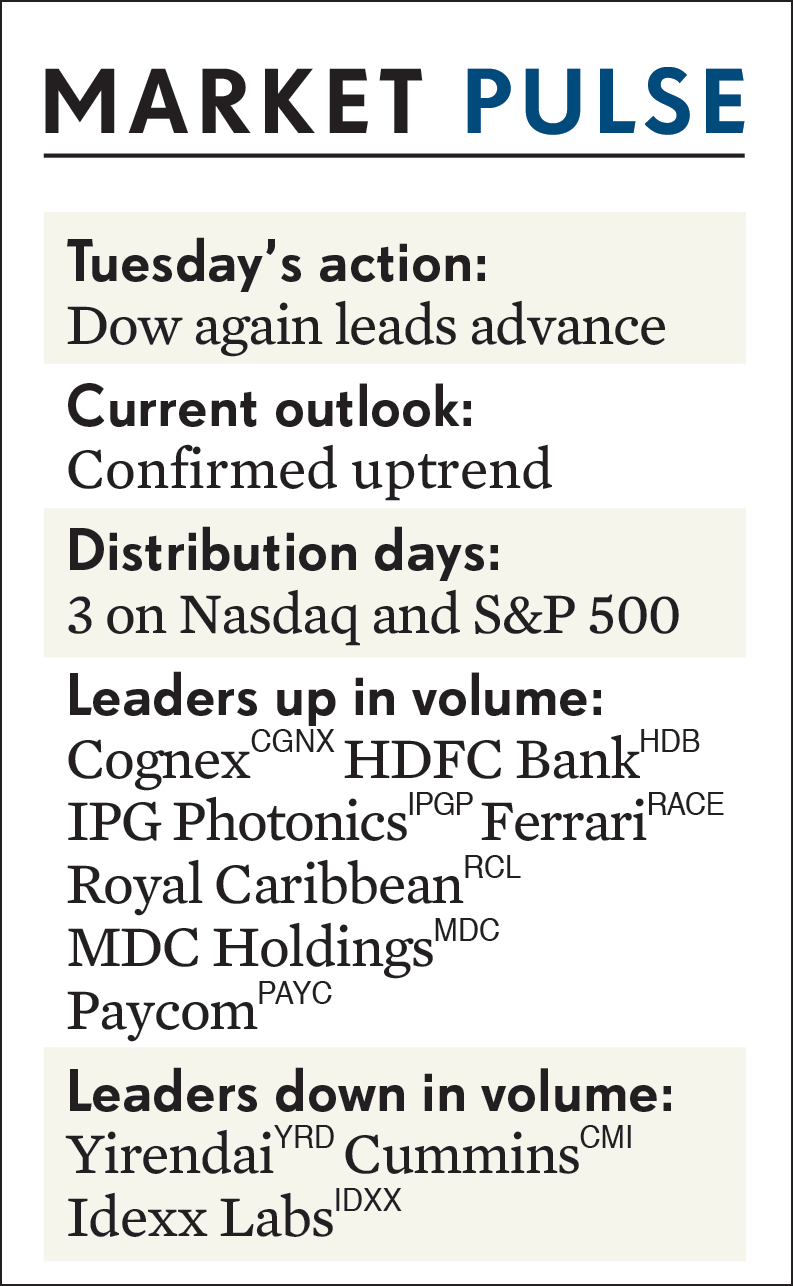 MARKET PULSE
Tuesday’s action:
Dow again leads advance
Current outlook:
Confirmed uptrend
Distribution days:
3 on Nasdaq and S&P 500
Leaders up in volume:
Cognex CGNX HDFC Bank HDB
IPG Photonics IPGP Ferrari RACE
Royal Caribbean RCL
MDC Holdings MDC
Paycom PAYC
Leaders down in volume:
Yirendai YRD Cummins CMI
Idexx Labs IDXX